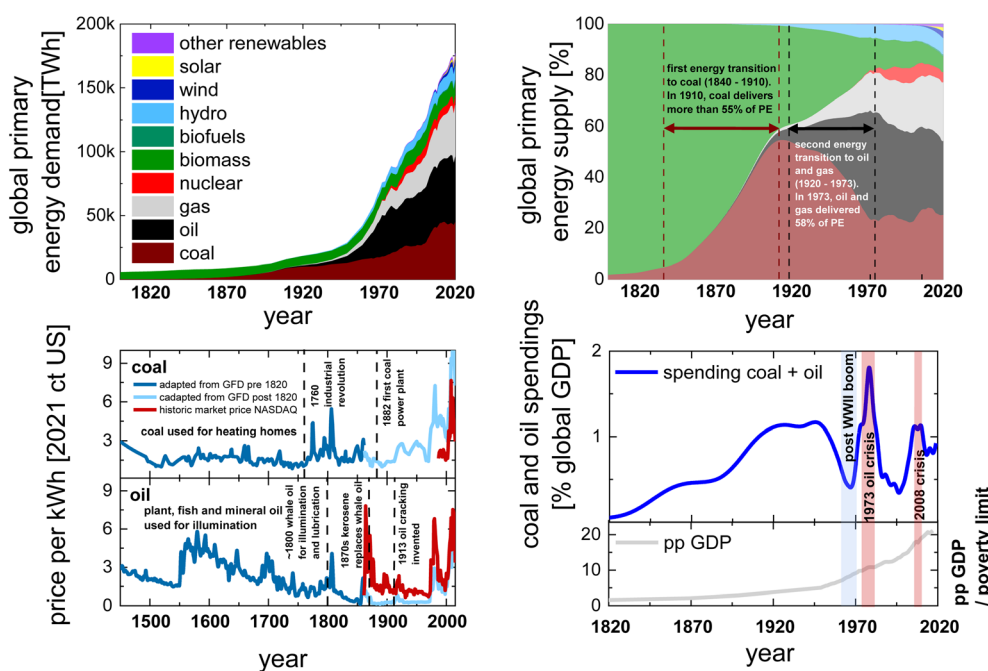 global primary
energy demand[TWh]
200k
150k
100k
50k
0
other renewables
solar
wind
hydro
biofuels
biomass
nuclear
gas
oil
coal
1820 1870 1920 1970 2020
year
global primary
energy supply [%]
100
80
60
40
20
0
first energy transition
to coal (1840 - 1910).
In 1910, coal delivers
more than 55% of PE
second energy
transition to oil
and gas
(1920 - 1973).
In 1973, oil and
gas delivered
58% of PE
1820 1870 1920 1970 2020
year
price per kWh [2021 ct US]
9
6
3
coal
adapted from GFD pre 1820
cadapted from GFD post 1820
historic market price NASDAQ
coal used for heating homes
1760
industrial
revolution
1882 first coal
power plant
9
6
3
0
oil
plant, fish and mineral oil
used for illumination
~1800 whale oil
for illumination
and lubrication
1870s kerosene
replaces whale oil
1913 oil cracking
invented
1500 1600 1700 1800 1900 2000
year
coal and oil spendings
[% global GDP]
2
1
0
spending coal + oil
post WWII boom
1973 oil crisis
2008 crisis
20
15
10
5
0
pp GDP
pp GDP
/ poverty limit
1820 1870 1920 1970 2020
year